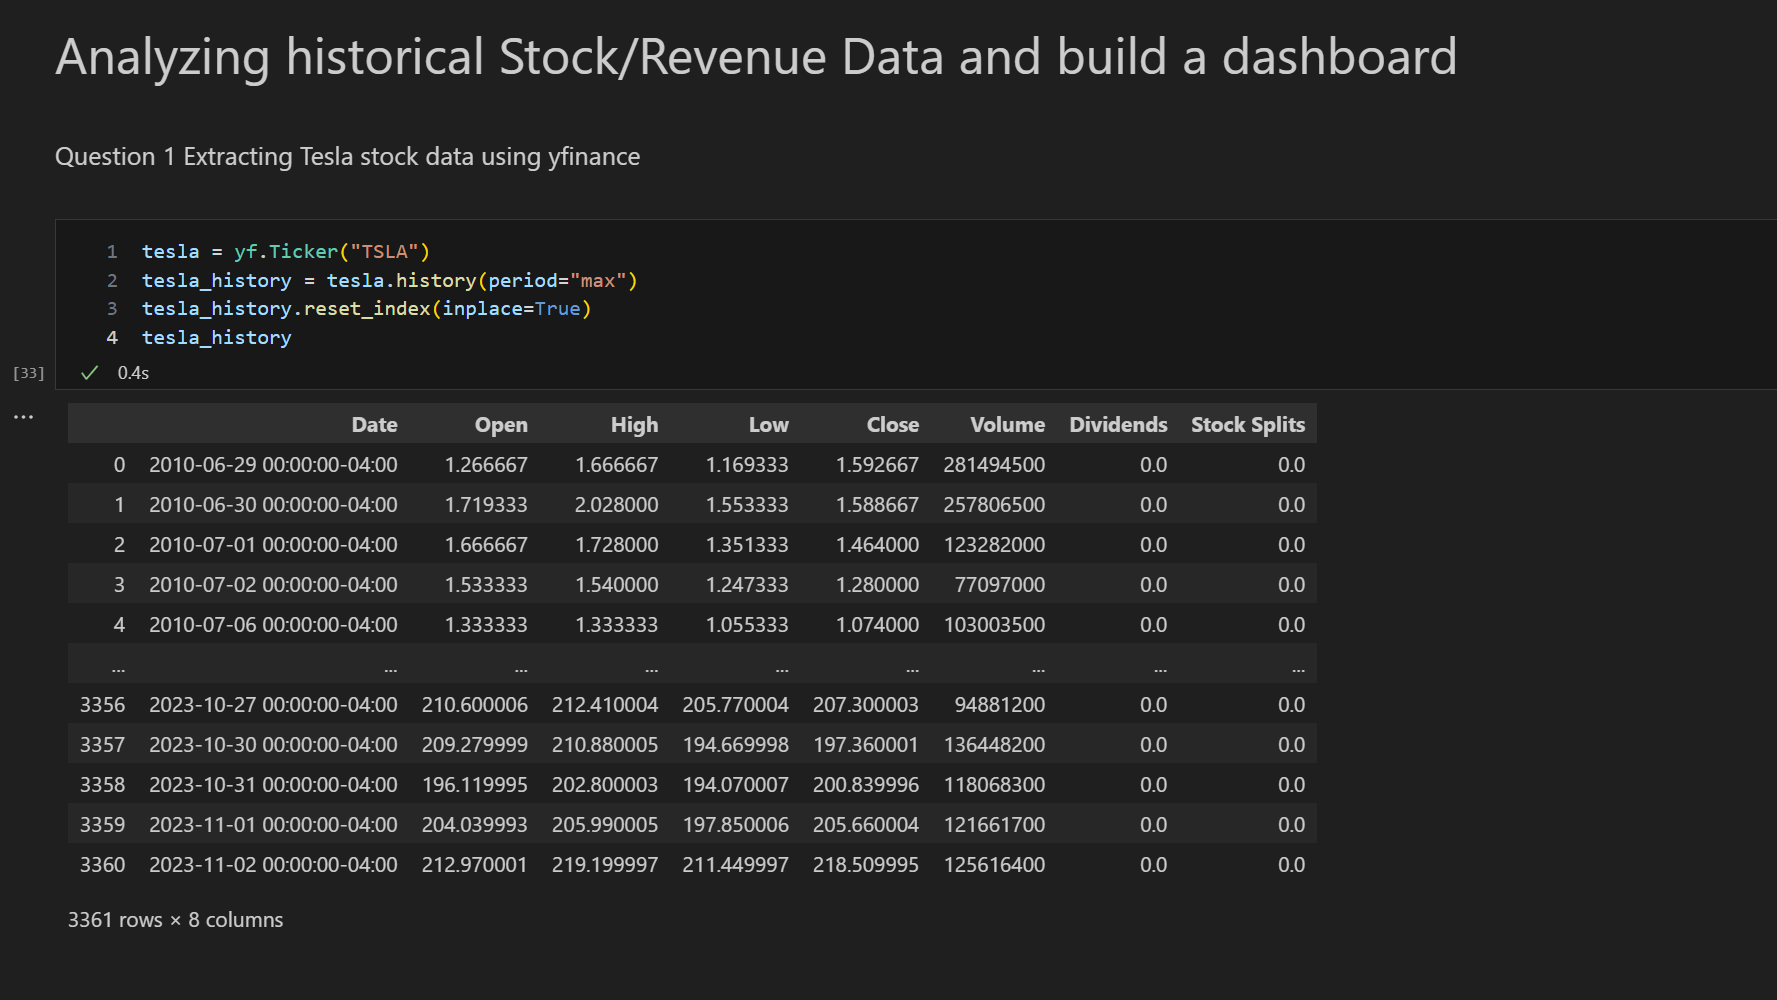 Analyzing historical Stock/Revenue Data and build a dashboard
Question 1 Extracting Tesla stock data using yfinance
1 tesla = yf.Ticker("TSLA")
2 tesla_history = tesla.history(period="max")
3 tesla_history.reset_index(inplace=True)
4 tesla_history
[33] ✓ 0.4s
...
Date Open High Low Close Volume Dividends Stock Splits
0 2010-06-29 00:00:00-04:00 1.266667 1.666667 1.169333 1.592667 281494500 0.0 0.0
1 2010-06-30 00:00:00-04:00 1.719333 2.028000 1.553333 1.588667 257806500 0.0 0.0
2 2010-07-01 00:00:00-04:00 1.666667 1.728000 1.351333 1.464000 123282000 0.0 0.0
3 2010-07-02 00:00:00-04:00 1.533333 1.540000 1.247333 1.280000 77097000 0.0 0.0
4 2010-07-06 00:00:00-04:00 1.333333 1.333333 1.055333 1.074000 103003500 0.0 0.0
... ... ... ... ... ... ... ... ...
3356 2023-10-27 00:00:00-04:00 210.600006 212.410004 205.770004 207.300003 94881200 0.0 0.0
3357 2023-10-30 00:00:00-04:00 209.279999 210.880005 194.669998 197.360001 136448200 0.0 0.0
3358 2023-10-31 00:00:00-04:00 196.119995 202.800003 194.070007 200.839996 118068300 0.0 0.0
3359 2023-11-01 00:00:00-04:00 204.039993 205.990005 197.850006 205.660004 121661700 0.0 0.0
3360 2023-11-02 00:00:00-04:00 212.970001 219.199997 211.449997 218.509995 125616400 0.0 0.0
3361 rows × 8 columns